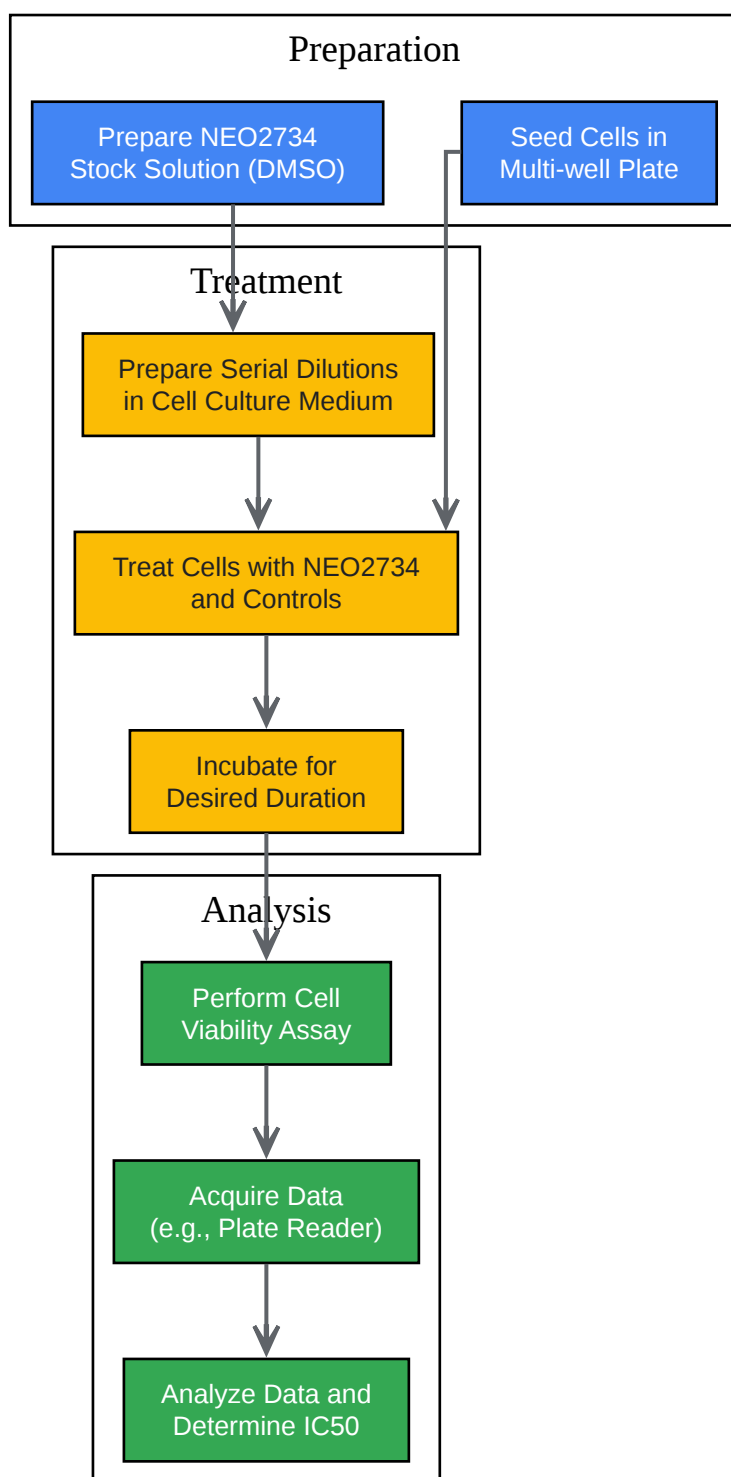 Preparation
Prepare NEO2734
Stock Solution (DMSO)
Seed Cells in
Multi-well Plate
Treatment
Prepare Serial Dilutions
in Cell Culture Medium
Treat Cells with NEO2734
and Controls
Incubate for
Desired Duration
Analysis
Perform Cell
Viability Assay
Acquire Data
(e.g., Plate Reader)
Analyze Data and
Determine IC50